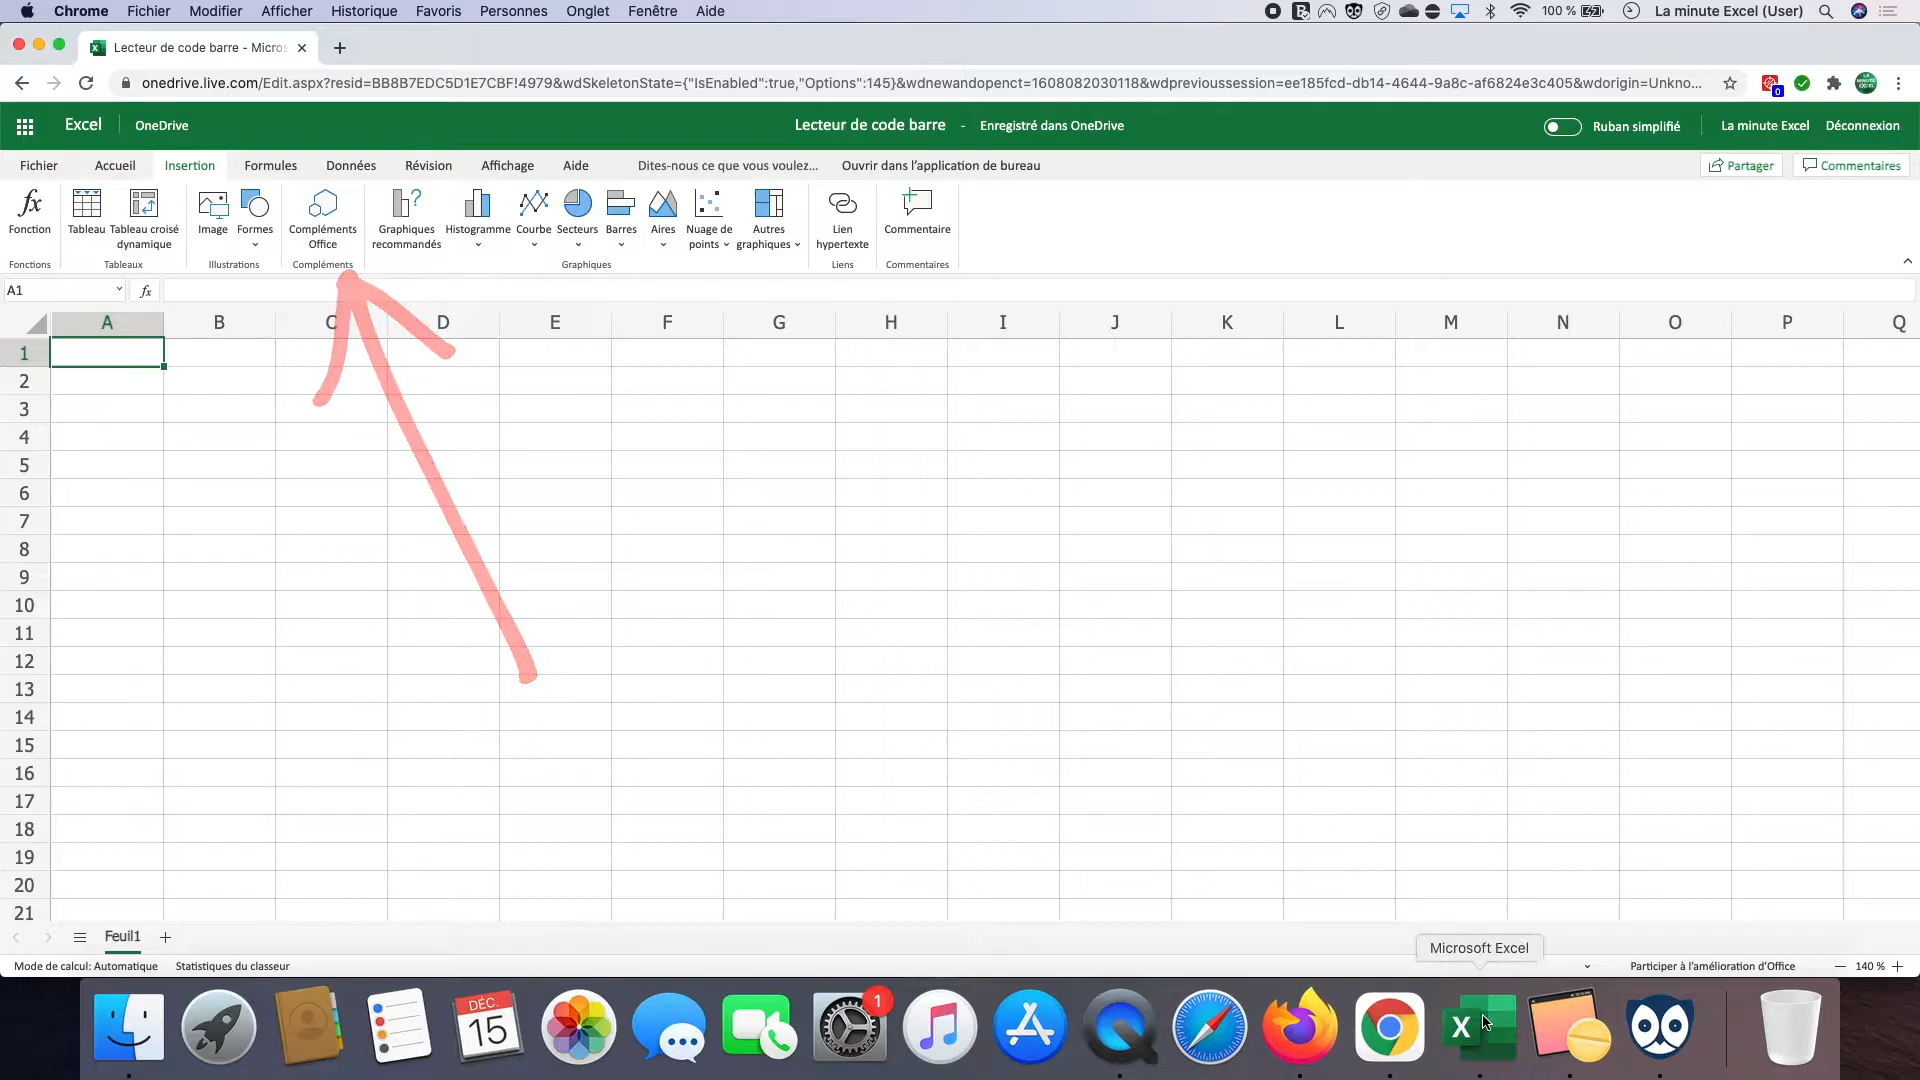 Chrome Fichier Modifier Afficher Historique Favoris Personnes Onglet Fenêtre Aide 100 % La minute Excel (User)
Lecteur de code barre - Micros
onedrive.live.com/Edit.aspx?resid=BB8B7EDC5D1E7CBF!4979&wdSkeletonState={"IsEnabled":true,"Options":145}&wdnewandopenct=1608082030118&wdprevioussession=ee185fcd-db14-4644-9a8c-af6824e3c405&wdorigin=Unkno... 0
Excel OneDrive Lecteur de code barre - Enregistré dans OneDrive Ruban simplifié La minute Excel Déconnexion
Fichier Accueil Insertion Formules Données Révision Affichage Aide Dites-nous ce que vous voulez... Ouvrir dans l'application de bureau Partager Commentaires
Fonction Tableau Tableau croisé dynamique Image Formes Compléments Office Graphiques recommandés Histogramme Courbe Secteurs Barres Aires Nuage de points Autres graphiques Lien hypertexte Commentaire
Fonctions Tableaux Illustrations Compléments Graphiques Liens Commentaires
A1 fx
A B C D E F G H I J K L M N O P Q
1
2
3
4
5
6
7
8
9
10
11
12
13
14
15
16
17
18
19
20
21
Feuil1
Microsoft Excel
Mode de calcul: Automatique Statistiques du classeur Participer à l'amélioration d'Office 140 %
DÉC.
15
1
X